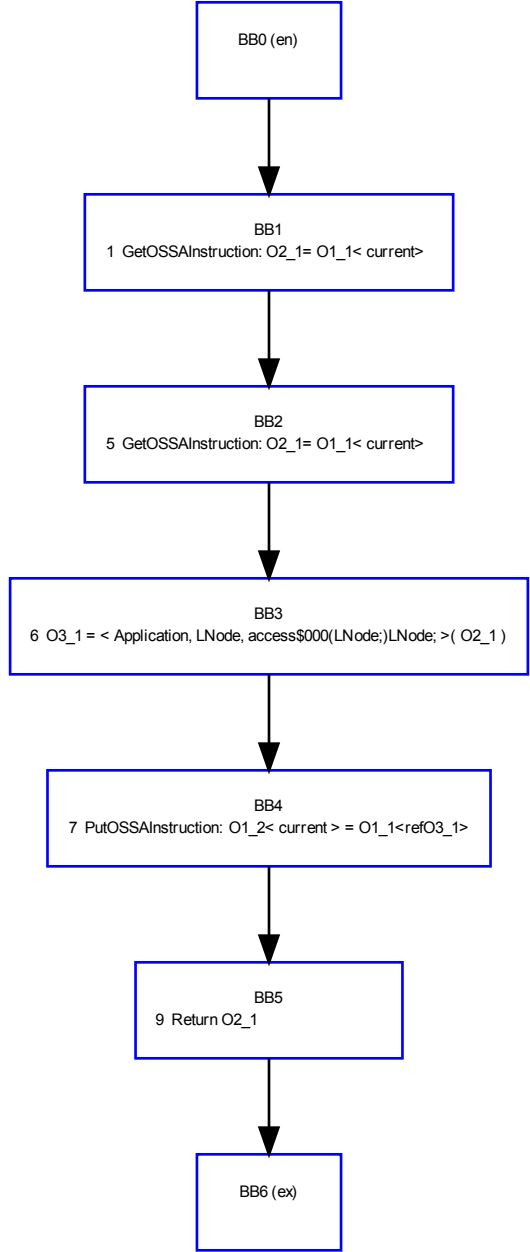 BB0 (en)
BB1
1 GetOSSAInstruction: O2_1= O1_1< current>
BB2
5 GetOSSAInstruction: O2_1= O1_1< current>
BB3
6 O3_1 = < Application, LNode, access$000(LNode;)LNode; >( O2_1 )
BB4
7 PutOSSAInstruction: O1_2< current > = O1_1<refO3_1>
BB5
9 Return O2_1
BB6 (ex)